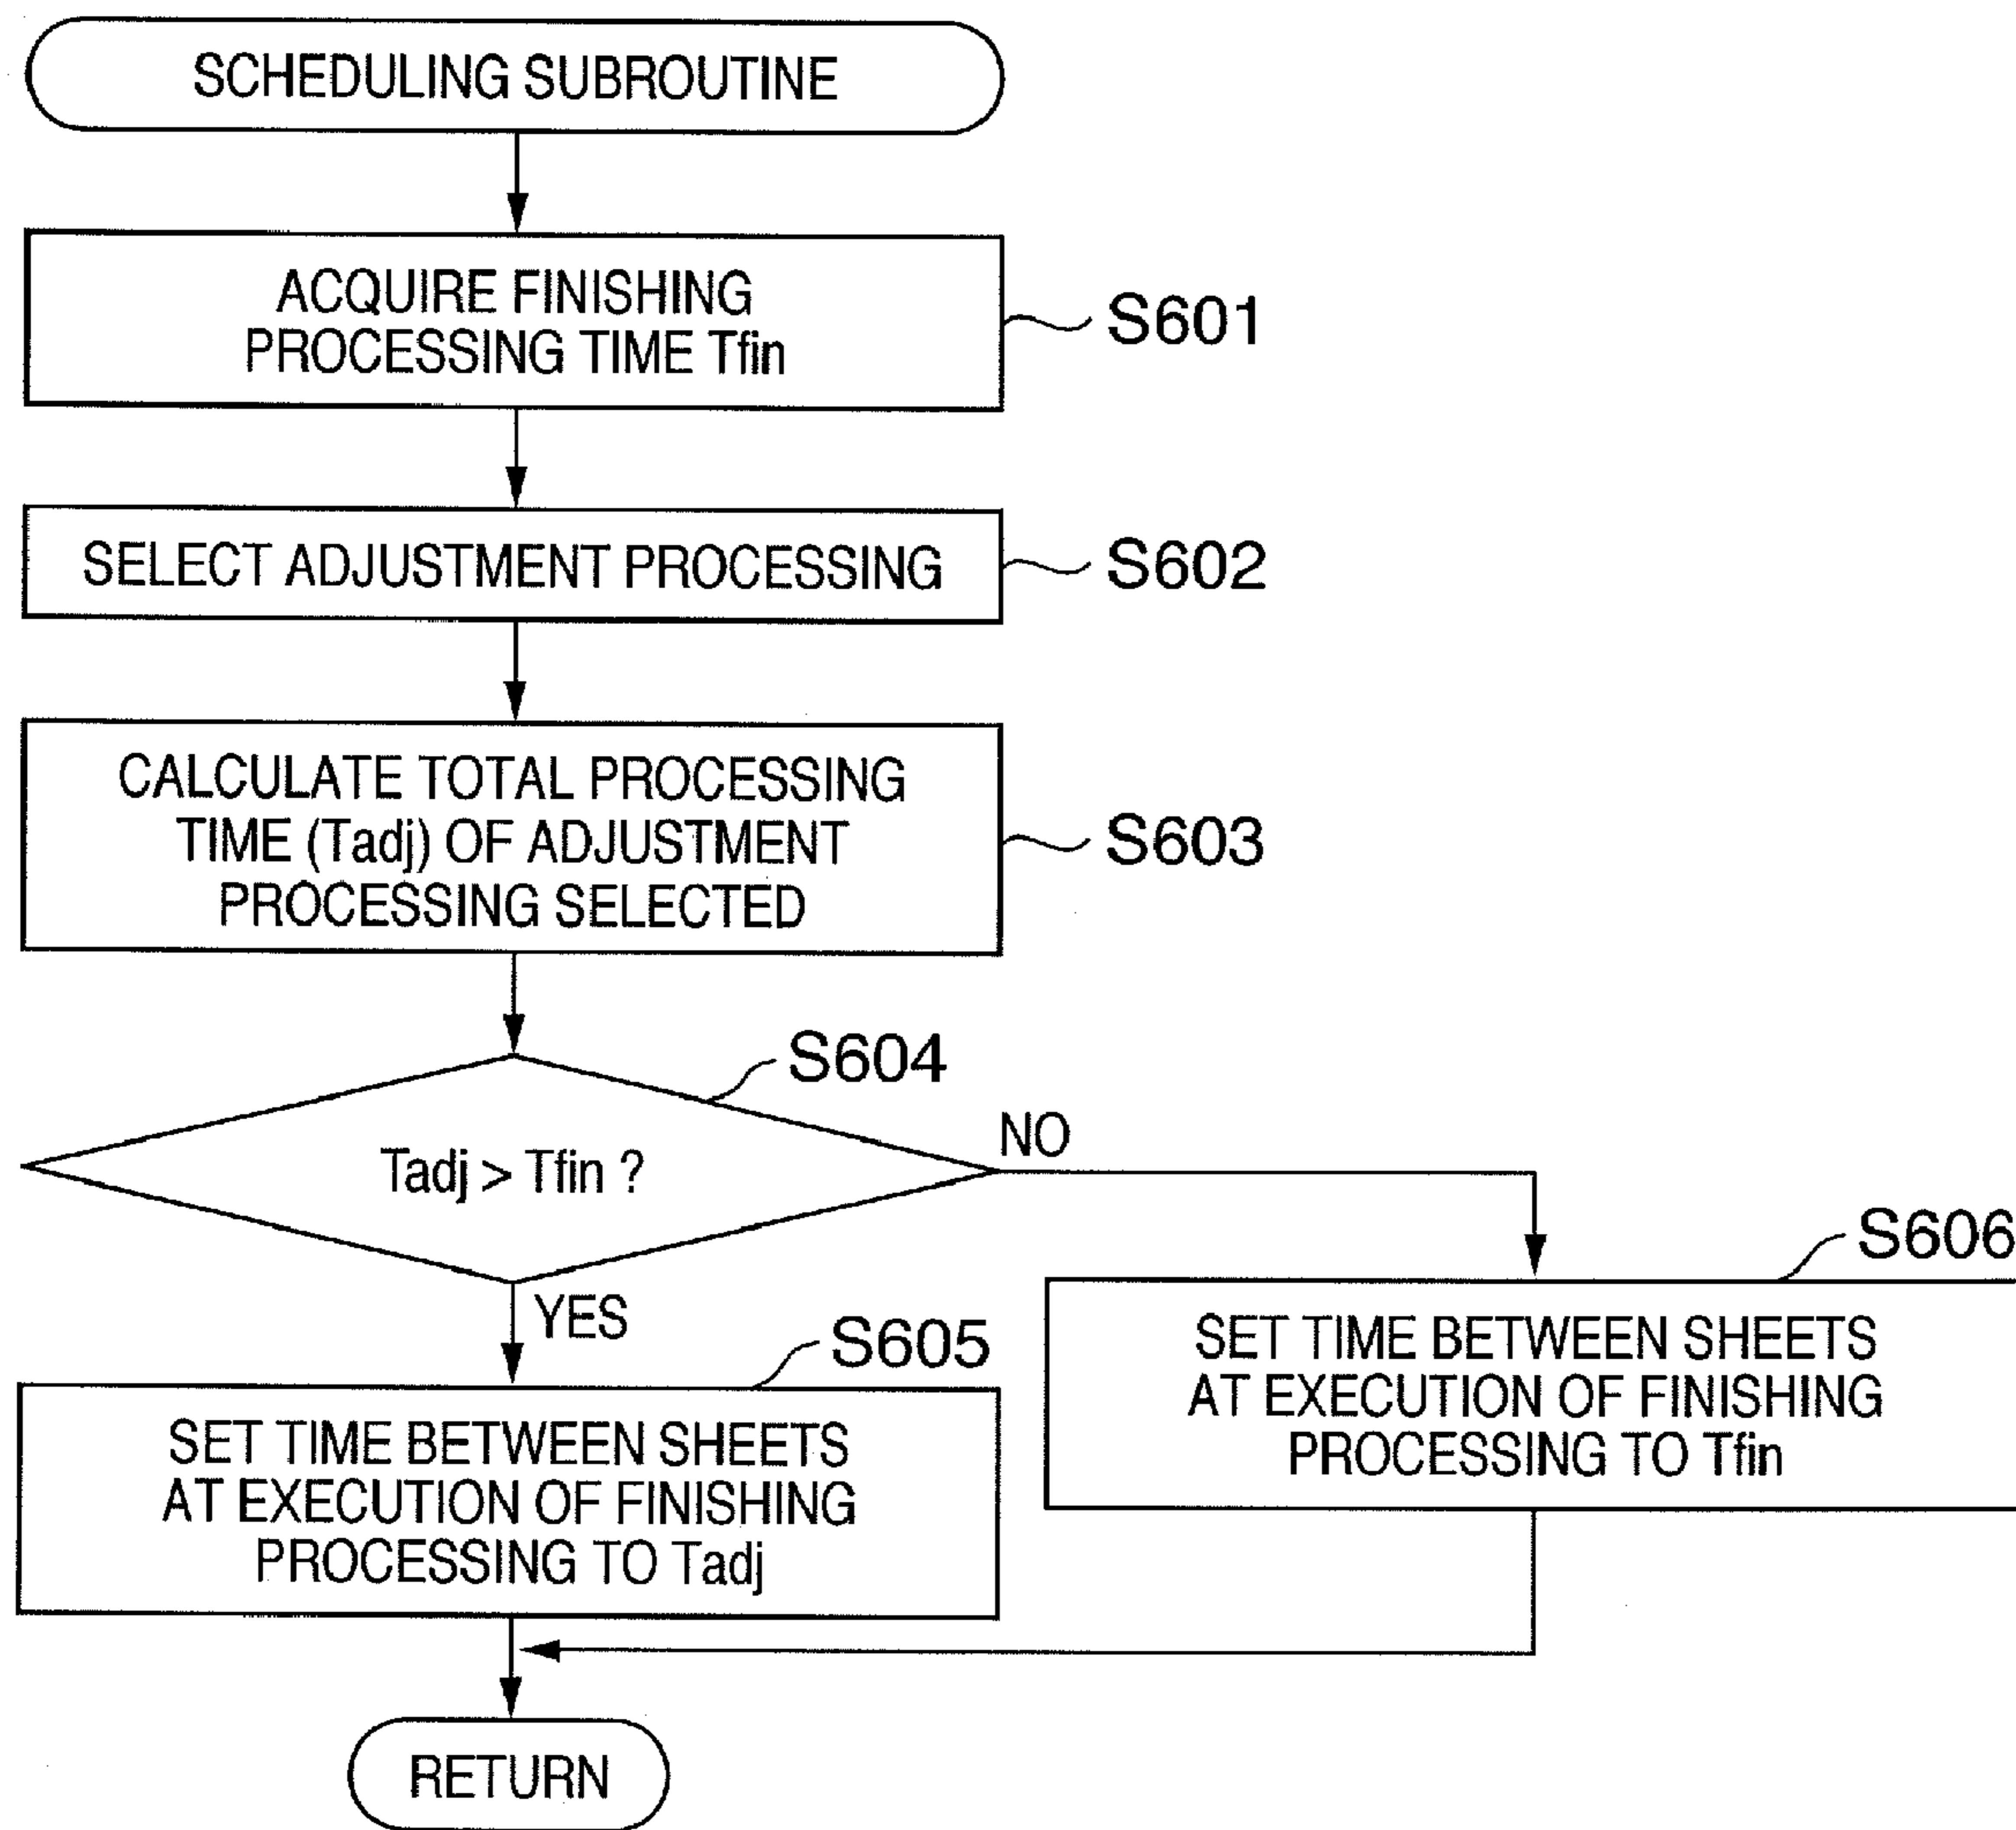 SCHEDULING SUBROUTINE
ACQUIRE FINISHING
PROCESSING TIME Tfin
S601
SELECT ADJUSTMENT PROCESSING
S602
CALCULATE TOTAL PROCESSING
TIME (Tadj) OF ADJUSTMENT
PROCESSING SELECTED
S603
S604
Tadj > Tfin ?
NO
YES
S605
SET TIME BETWEEN SHEETS
AT EXECUTION OF FINISHING
PROCESSING TO Tadj
S606
SET TIME BETWEEN SHEETS
AT EXECUTION OF FINISHING
PROCESSING TO Tfin
RETURN